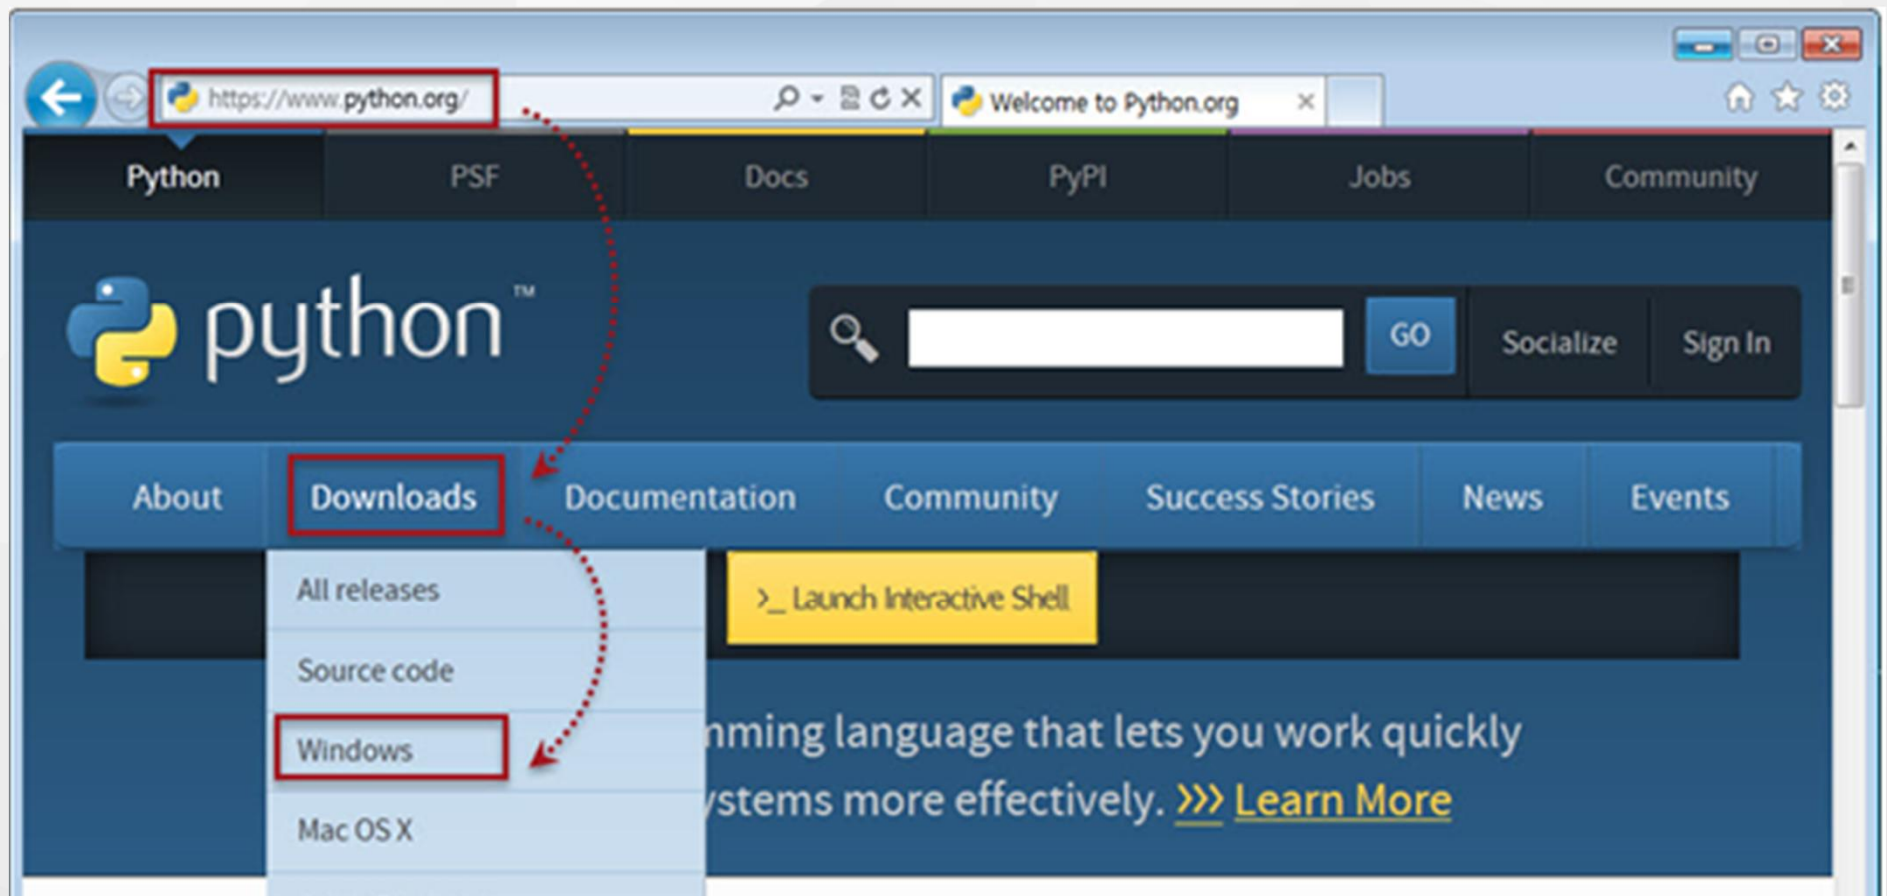 https://www.python.org/
Welcome to Python.org
Python PSF Docs PyPI Jobs Community
python™
GO Socialize Sign In
About Downloads Documentation Community Success Stories News Events
All releases
>_ Launch Interactive Shell
Source code
Windows
Mac OS X
mming language that lets you work quickly
ystems more effectively. >>> Learn More